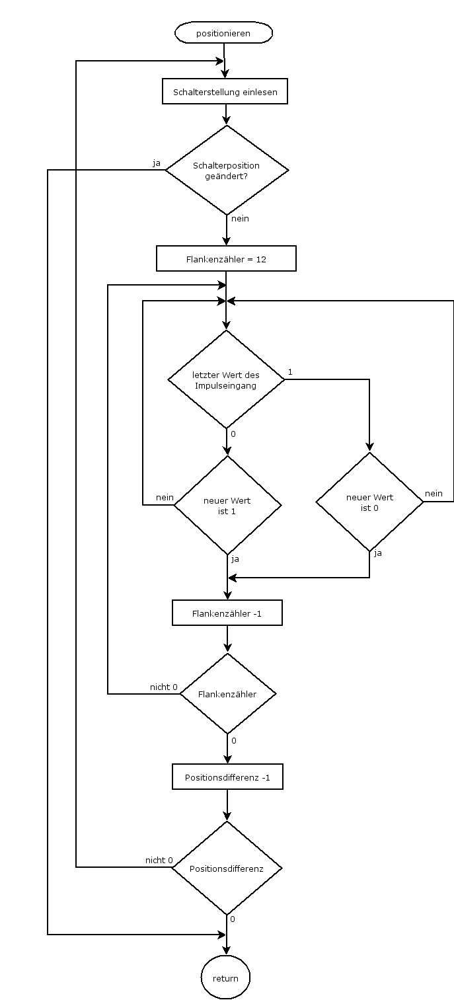 positionieren
Schalterstellung einlesen
ja
Schalterposition
geändert?
nein
Flankenzähler = 12
letzter Wert des
Impulseingang
1
0
nein
neuer Wert
ist 1
neuer Wert
ist 0
nein
ja
ja
Flankenzähler -1
nicht 0
Flankenzähler
0
Positionsdifferenz -1
nicht 0
Positionsdifferenz
0
return